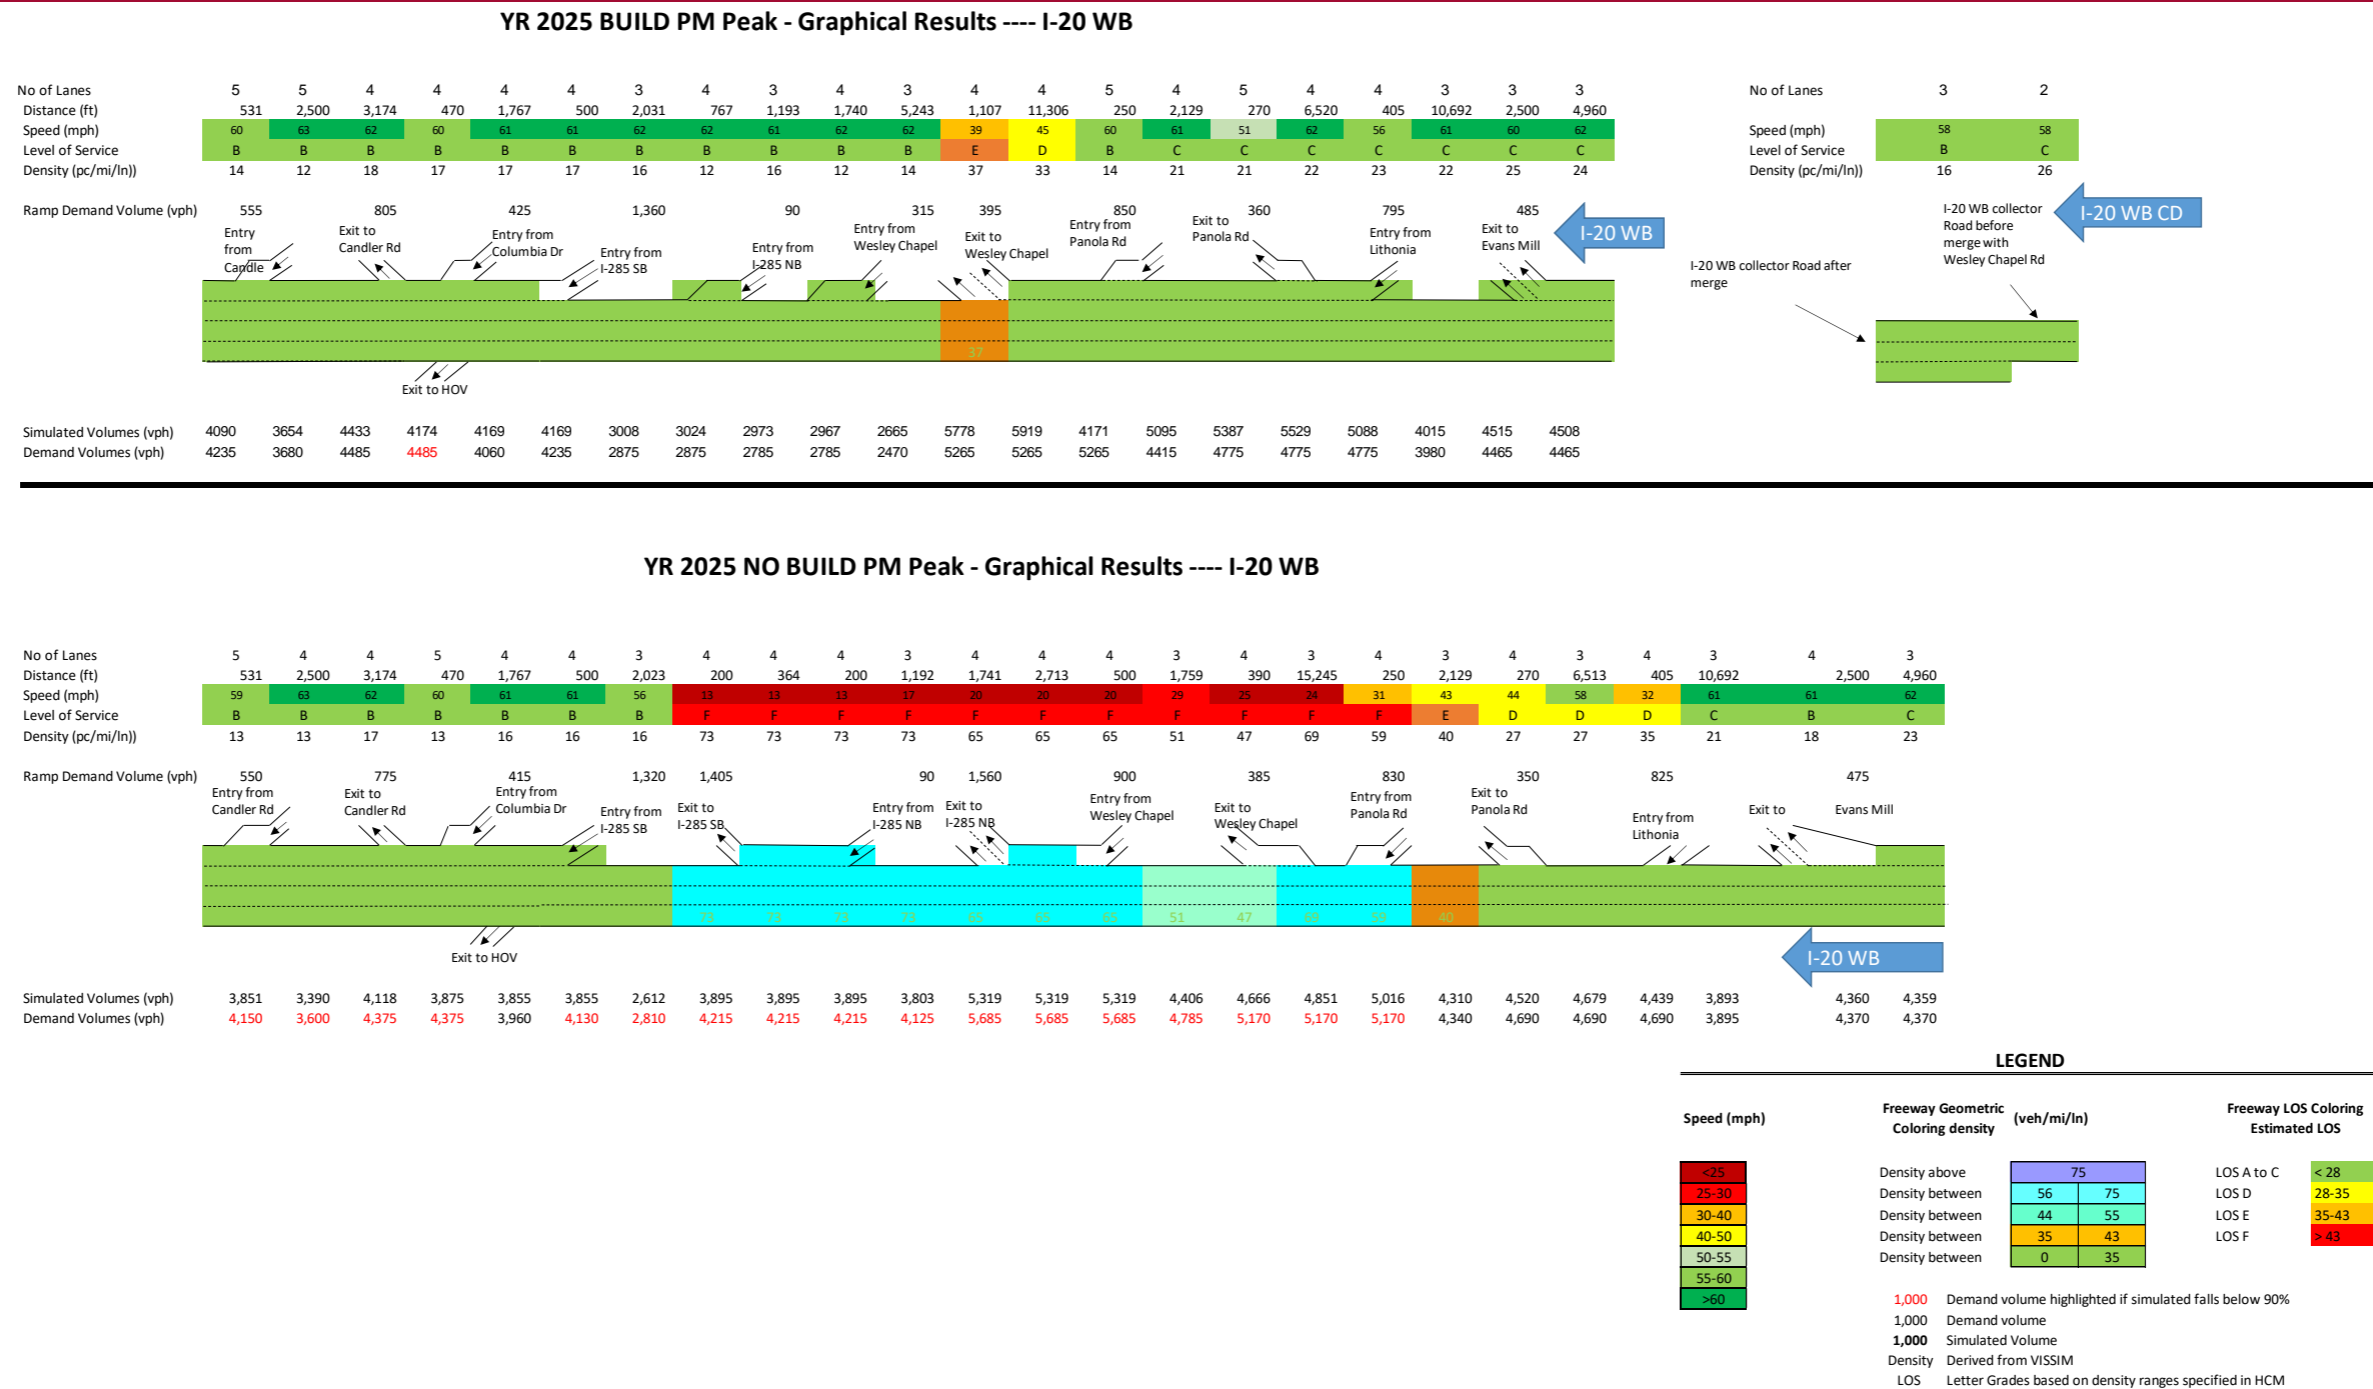 YR 2025 BUILD PM Peak - Graphical Results ---- I-20 WB
No of Lanes 5 5 4 4 4 4 3 4 3 4 3 4 4 5 4 5 4 4 3 3 3
Distance (ft) 531 2,500 3,174 470 1,767 500 2,031 767 1,193 1,740 5,243 1,107 11,306 250 2,129 270 6,520 405 10,692 2,500 4,960
Speed (mph) 60 63 62 60 61 61 62 62 61 62 62 39 45 60 61 51 62 56 61 60 62
Level of Service B B B B B B B B B B B E D B C C C C C C C
Density (pc/mi/ln)) 14 12 18 17 17 17 16 12 16 12 14 37 33 14 21 21 22 23 22 25 24
No of Lanes 3 2
Speed (mph) 58 58
Level of Service B C
Density (pc/mi/ln)) 16 26
Ramp Demand Volume (vph) 555 805 425 1,360 90 315 395 850 360 795 485
Entry
from
Candle
Exit to
Candler Rd
Entry from
Columbia Dr
Entry from
I-285 SB
Entry from
I-285 NB
Entry from
Wesley Chapel
Exit to
Wesley Chapel
Entry from
Panola Rd
Exit to
Panola Rd
Entry from
Lithonia
Exit to
Evans Mill
I-20 WB
I-20 WB collector
Road before
merge with
Wesley Chapel Rd
I-20 WB CD
I-20 WB collector Road after
merge
37
Exit to HOV
Simulated Volumes (vph) 4090 3654 4433 4174 4169 4169 3008 3024 2973 2967 2665 5778 5919 4171 5095 5387 5529 5088 4015 4515 4508
Demand Volumes (vph) 4235 3680 4485 4485 4060 4235 2875 2875 2785 2785 2470 5265 5265 5265 4415 4775 4775 4775 3980 4465 4465
YR 2025 NO BUILD PM Peak - Graphical Results ---- I-20 WB
No of Lanes 5 4 4 5 4 4 3 4 4 4 3 4 4 4 3 4 3 4 3 4 3 4 3 4 3
Distance (ft) 531 2,500 3,174 470 1,767 500 2,023 200 364 200 1,192 1,741 2,713 500 1,759 390 15,245 250 2,129 270 6,513 405 10,692 2,500 4,960
Speed (mph) 59 63 62 60 61 61 56 13 13 13 17 20 20 20 29 25 24 31 43 44 58 32 61 61 62
Level of Service B B B B B B B F F F F F F F F F F F E D D D C B C
Density (pc/mi/ln)) 13 13 17 13 16 16 16 73 73 73 73 65 65 65 51 47 69 59 40 27 27 35 21 18 23
Ramp Demand Volume (vph) 550 775 415 1,320 1,405 90 1,560 900 385 830 350 825 475
Entry from
Candler Rd
Exit to
Candler Rd
Entry from
Columbia Dr
Entry from
I-285 SB
Exit to
I-285 SB
Entry from
I-285 NB
Exit to
I-285 NB
Entry from
Wesley Chapel
Exit to
Wesley Chapel
Entry from
Panola Rd
Exit to
Panola Rd
Entry from
Lithonia
Exit to Evans Mill
73 73 73 73 65 65 65 51 47 69 59 40
Exit to HOV
I-20 WB
Simulated Volumes (vph) 3,851 3,390 4,118 3,875 3,855 3,855 2,612 3,895 3,895 3,895 3,803 5,319 5,319 5,319 4,406 4,666 4,851 5,016 4,310 4,520 4,679 4,439 3,893 4,360 4,359
Demand Volumes (vph) 4,150 3,600 4,375 4,375 3,960 4,130 2,810 4,215 4,215 4,215 4,125 5,685 5,685 5,685 4,785 5,170 5,170 5,170 4,340 4,690 4,690 4,690 3,895 4,370 4,370
LEGEND
Speed (mph)
<25
25-30
30-40
40-50
50-55
55-60
>60
Freeway Geometric
Coloring density (veh/mi/ln)
Density above 75
Density between 56 75
Density between 44 55
Density between 35 43
Density between 0 35
Freeway LOS Coloring
Estimated LOS
LOS A to C < 28
LOS D 28-35
LOS E 35-43
LOS F > 43
1,000 Demand volume highlighted if simulated falls below 90%
1,000 Demand volume
1,000 Simulated Volume
Density Derived from VISSIM
LOS Letter Grades based on density ranges specified in HCM